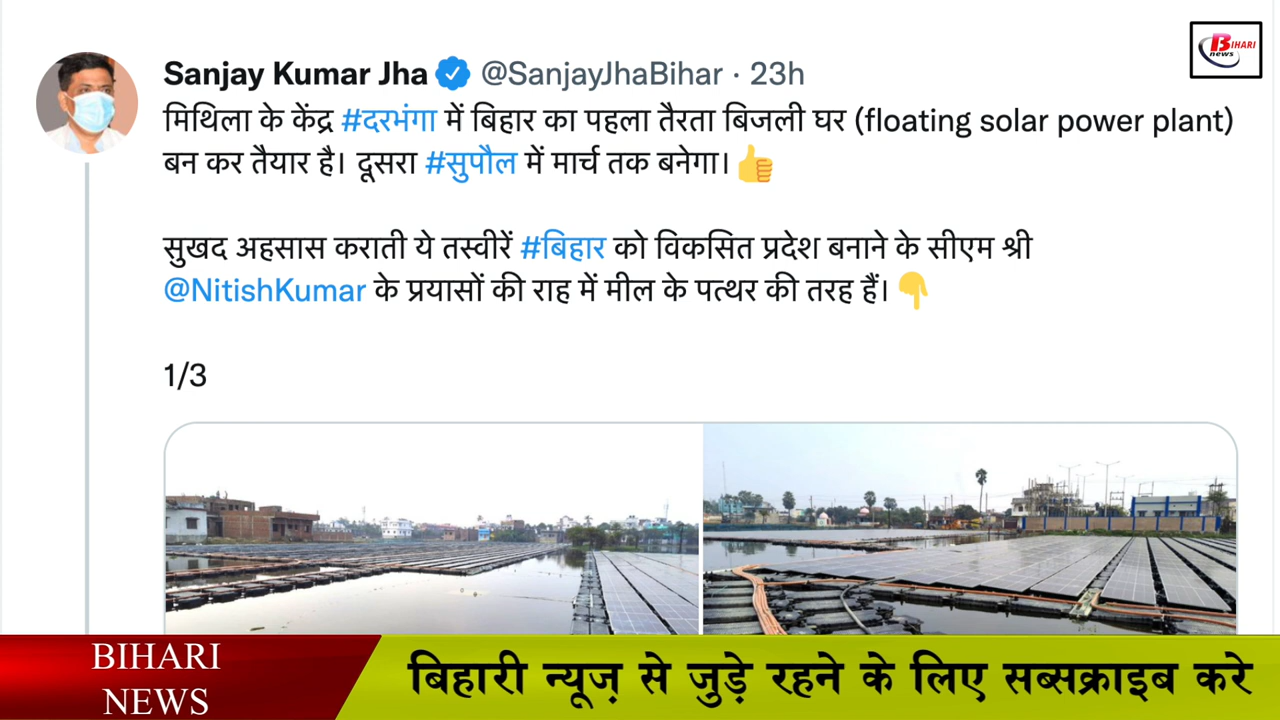 Sanjay Kumar Jha @SanjayJhaBihar · 23h
BIHARI
news
मिथिला के केंद्र #दरभंगा में बिहार का पहला तैरता बिजली घर (floating solar power plant)
बन कर तैयार है। दूसरा #सुपौल में मार्च तक बनेगा। 👍
सुखद अहसास कराती ये तस्वीरें #बिहार को विकसित प्रदेश बनाने के सीएम श्री
@NitishKumar के प्रयासों की राह में मील के पत्थर की तरह हैं। 👇
1/3
BIHARI
NEWS
बिहारी न्यूज़ से जुड़े रहने के लिए सब्सक्राइब करे